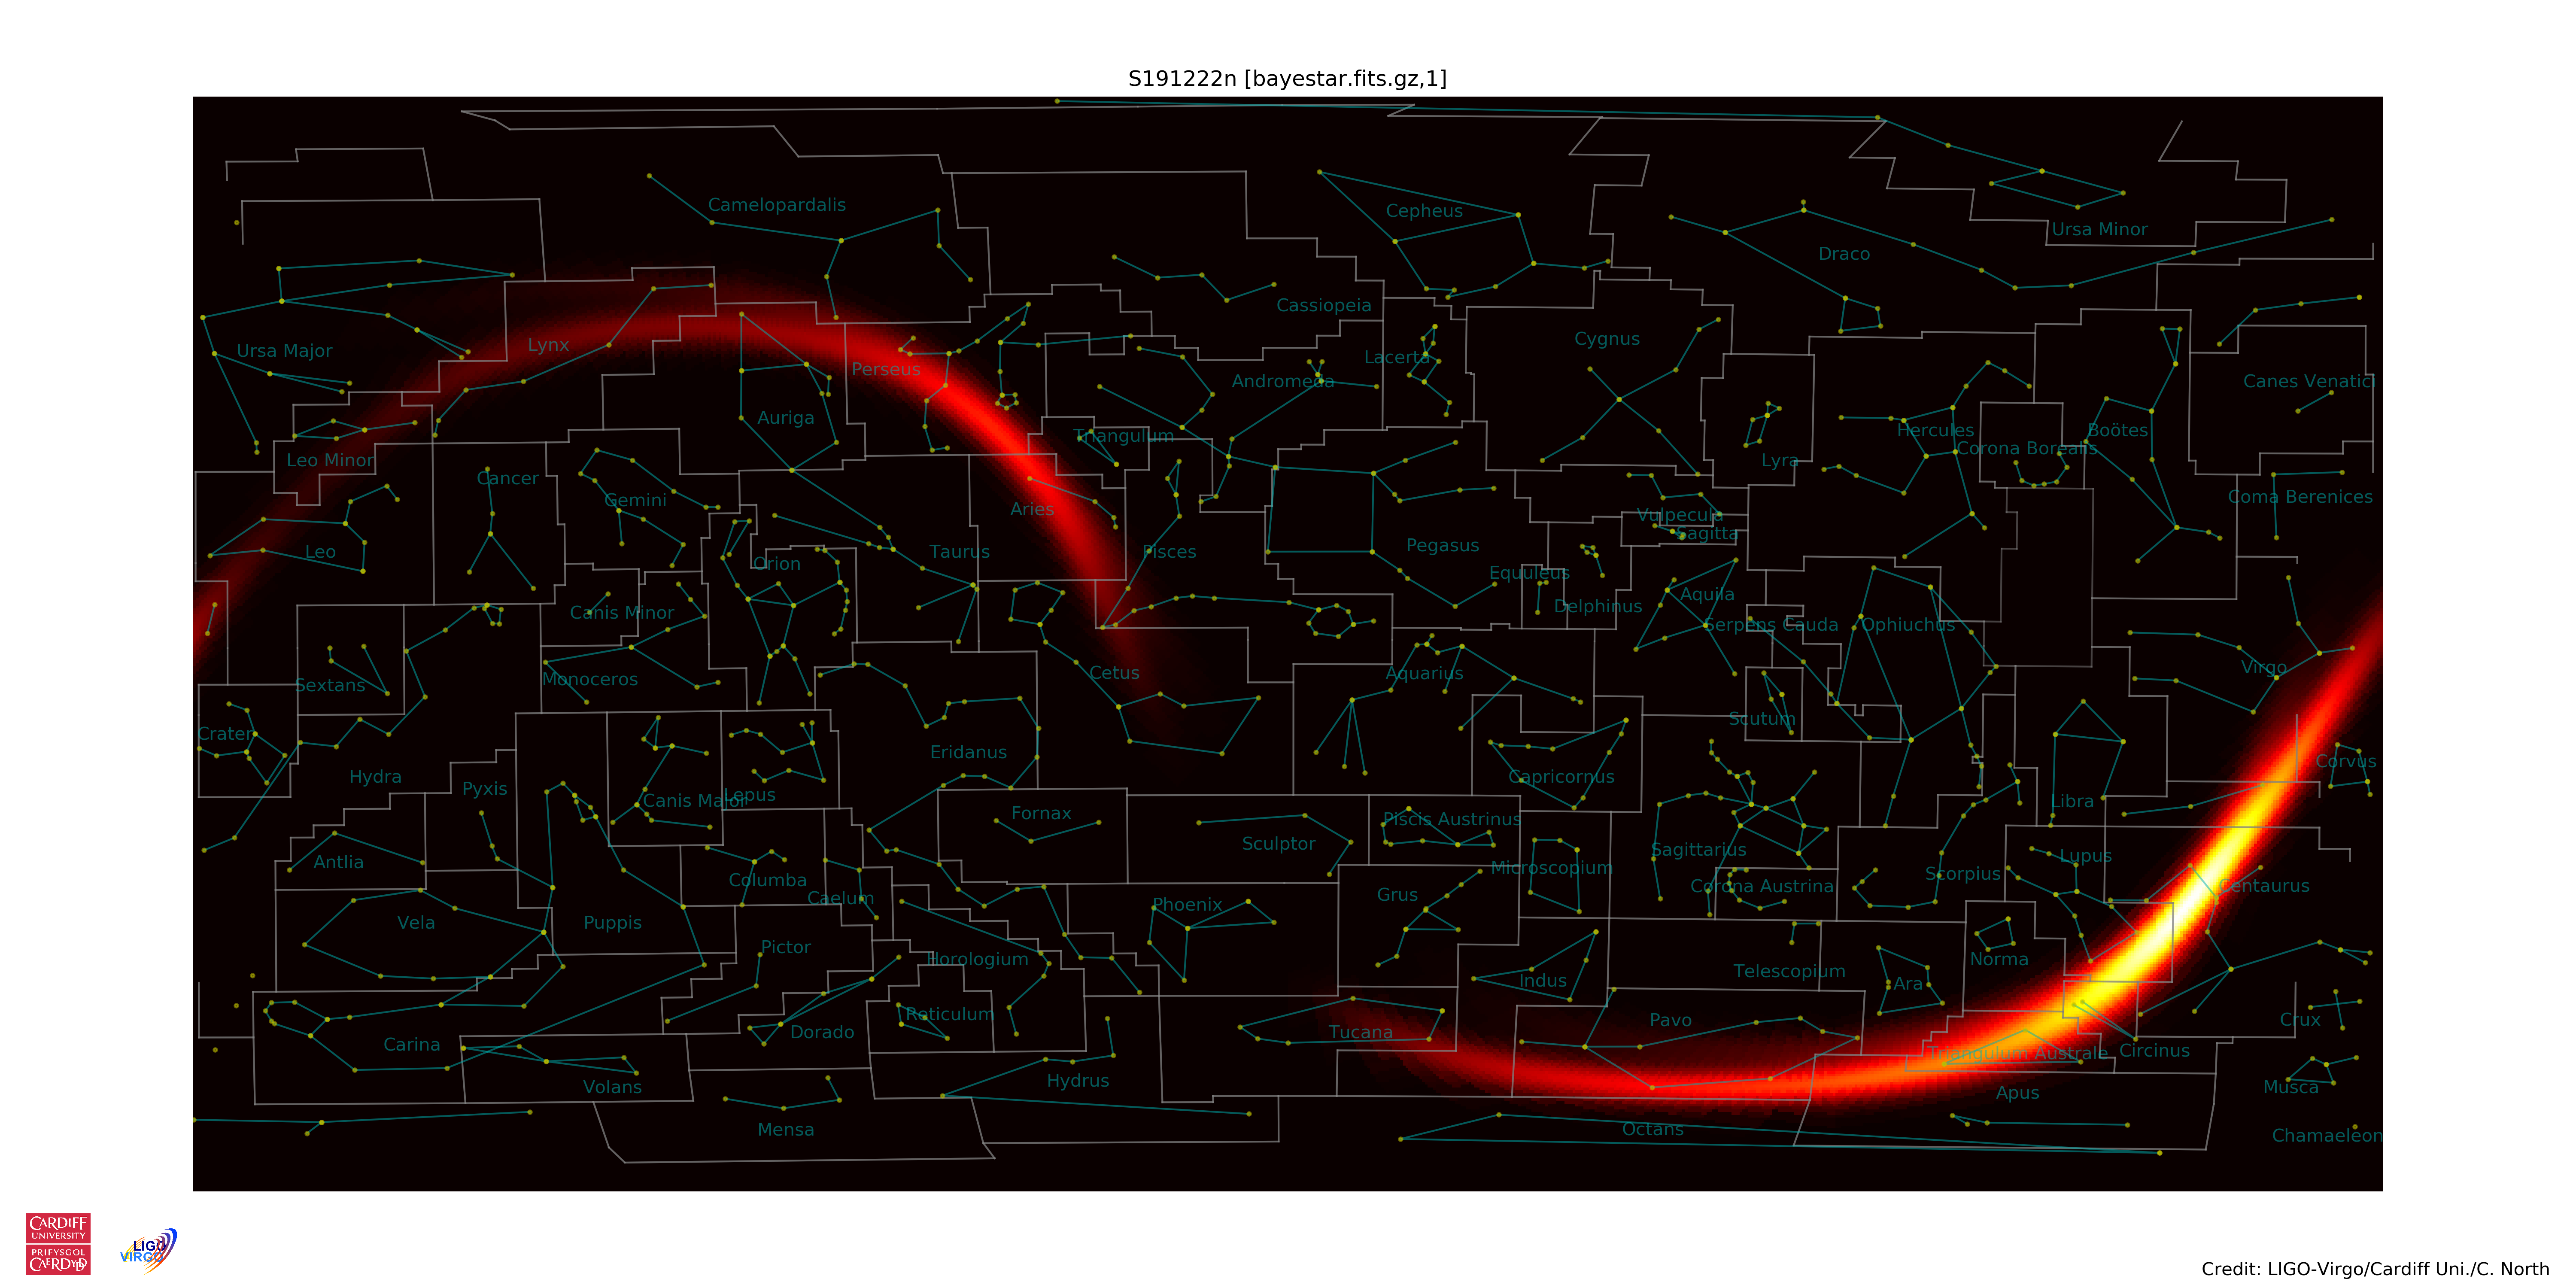 S191222n [bayestar.fits.gz,1]
Camelopardalis
Cepheus
Ursa Minor
Draco
Cassiopeia
Cygnus
Ursa Major
Lynx
Lacerta
Perseus
Andromeda
Canes Venatici
Auriga
Triangulum
Hercules
Boötes
Corona Borealis
Leo Minor
Lyra
Cancer
Gemini
Coma Berenices
Aries
Vulpecula
Sagitta
Leo
Taurus
Pisces
Pegasus
Orion
Equuleus
Aquila
Delphinus
Canis Minor
Serpens Cauda
Ophiuchus
Virgo
Cetus
Aquarius
Monoceros
Sextans
Scutum
Crater
Eridanus
Corvus
Hydra
Capricornus
Pyxis
Lepus
Canis Major
Libra
Fornax
Piscis Austrinus
Sculptor
Sagittarius
Lupus
Antlia
Microscopium
Scorpius
Columba
Corona Austrina
Centaurus
Grus
Caelum
Phoenix
Vela
Puppis
Pictor
Horologium
Norma
Telescopium
Indus
Ara
Reticulum
Pavo
Crux
Dorado
Tucana
Carina
Circinus
Triangulum Australe
Hydrus
Volans
Musca
Apus
Mensa
Octans
Chamaeleon
CARDIFF
UNIVERSITY
PRIFYSGOL
CAERDYDD
LIGO
VIRGO
Credit: LIGO-Virgo/Cardiff Uni./C. North